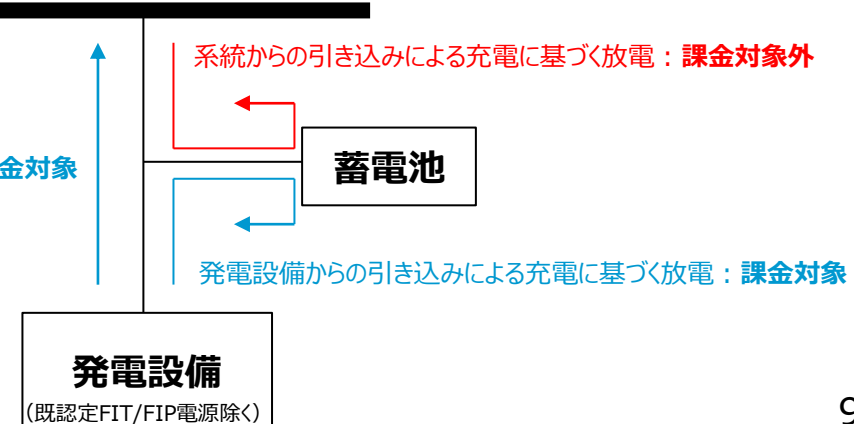 系統からの引き込みによる充電に基づく放電：課金対象外
蓄電池
金対象
発電設備からの引き込みによる充電に基づく放電：課金対象
発電設備
(既認定FIT/FIP電源除く)
9